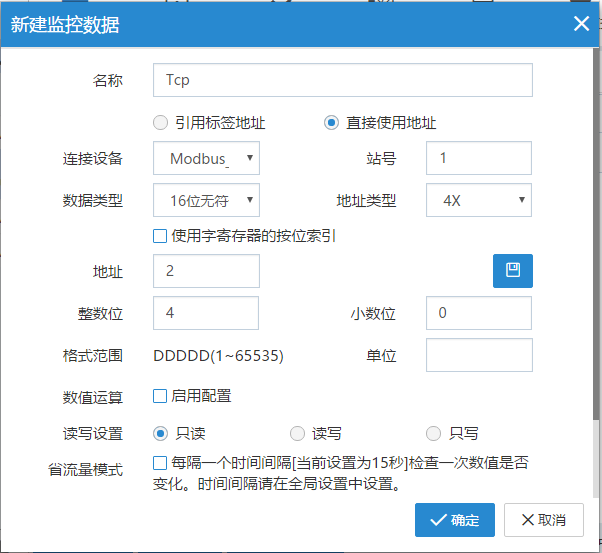 新建监控数据
名称 Tcp
引用标签地址 直接使用地址
连接设备 Modbus_ 站号 1
数据类型 16位无符 地址类型 4X
使用字寄存器的按位索引
地址 2
整数位 4 小数位 0
格式范围 DDDDD(1~65535) 单位
数值运算 启用配置
读写设置 只读 读写 只写
省流量模式 每隔一个时间间隔[当前设置为15秒]检查一次数值是否
变化。时间间隔请在全局设置中设置。
确定 取消